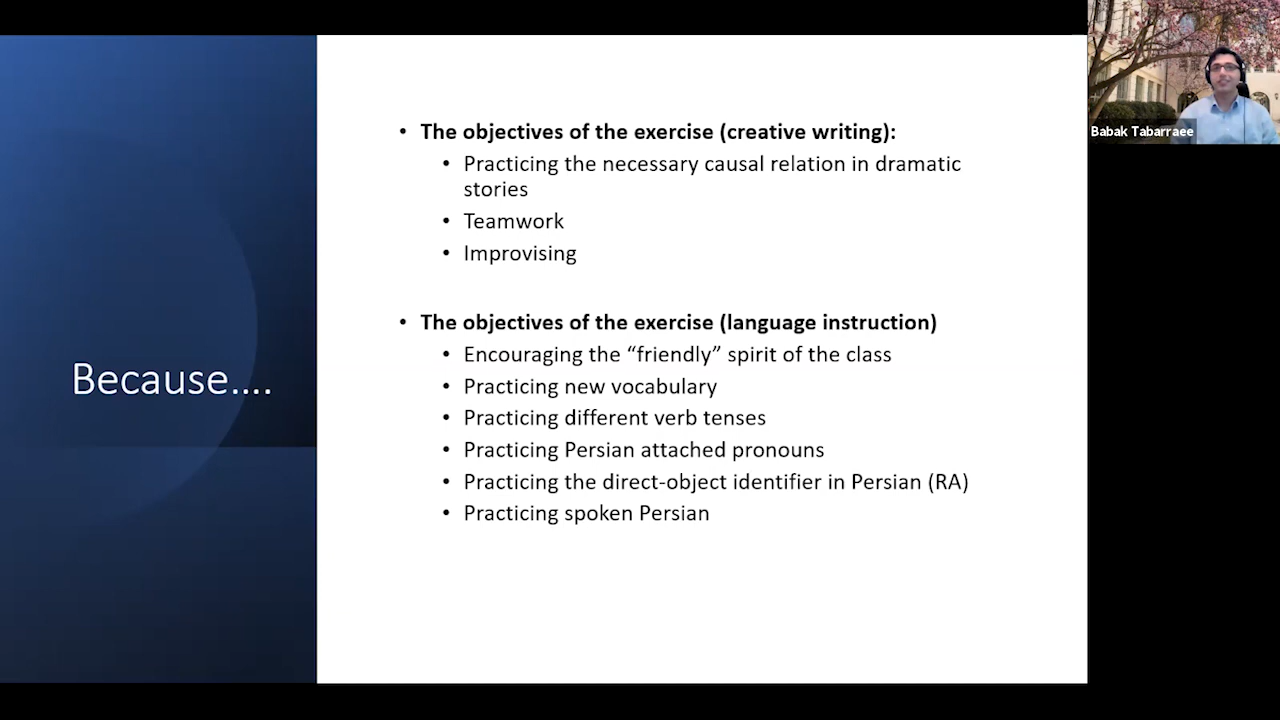 Because....
• The objectives of the exercise (creative writing):
• Practicing the necessary causal relation in dramatic
stories
• Teamwork
• Improvising
• The objectives of the exercise (language instruction)
• Encouraging the “friendly” spirit of the class
• Practicing new vocabulary
• Practicing different verb tenses
• Practicing Persian attached pronouns
• Practicing the direct-object identifier in Persian (RA)
• Practicing spoken Persian
Babak Tabarraee